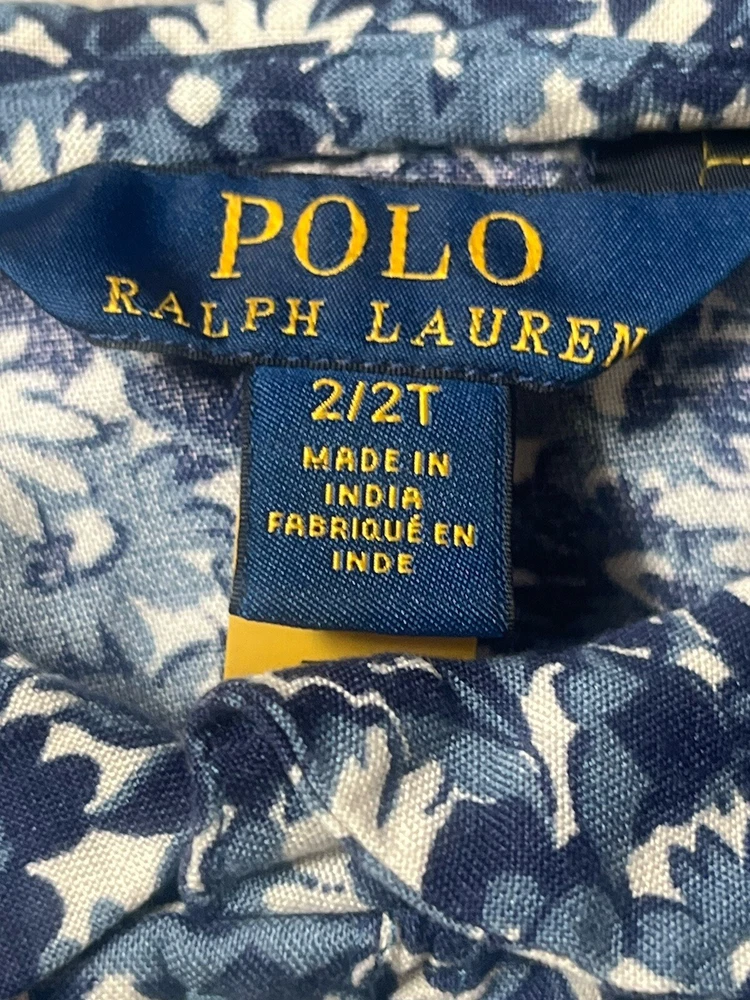 POLO
RALPH LAUREN
2/2T
MADE IN
INDIA
FABRIQUÉ EN
INDE